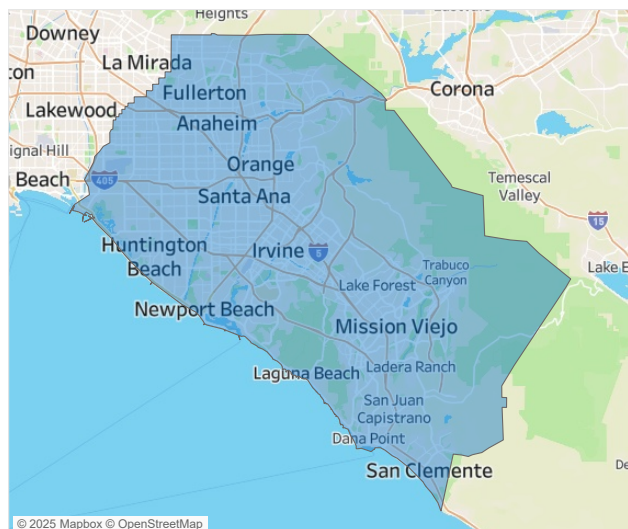 Heights
Downey
La Mirada
ton
Fullerton
Corona
Lakewood
Anaheim
ignal Hill
Orange
Beach
405
Temescal
Valley
Santa Ana
15
Huntington
Beach
Irvine
5
Trabuco
Canyon
Lake E
Lake Forest
Newport Beach
Mission Viejo
Laguna Beach
Ladera Ranch
San Juan
Capistrano
Dana Point
San Clemente
De
© 2025 Mapbox © OpenStreetMap